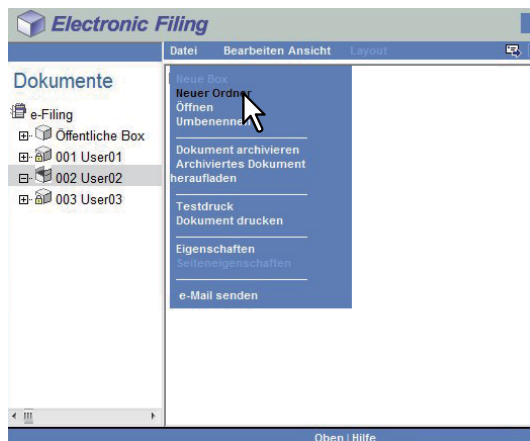 Electronic Filing
Datei Bearbeiten Ansicht Layout
Dokumente
e-Filing
Öffentliche Box
001 User01
002 User02
003 User03
Neue Box
Neuer Ordner
Öffnen
Umbenennen
Dokument archivieren
Archiviertes Dokument
heraufladen
Testdruck
Dokument drucken
Eigenschaften
Seiteneigenschaften
e-Mail senden
Oben | Hilfe